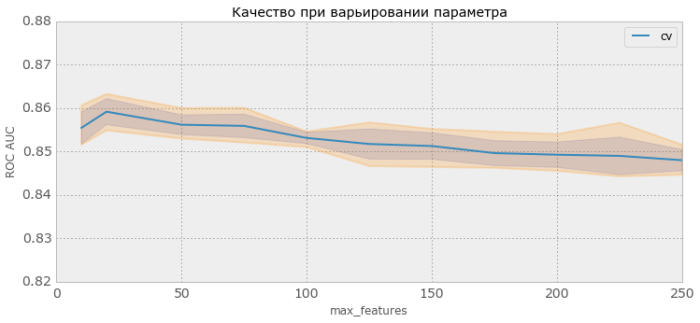 Качество при варьировании параметра
0.88
0.87
0.86
0.85
0.84
0.83
0.82
ROC AUC
cv
0 50 100 150 200 250
max_features